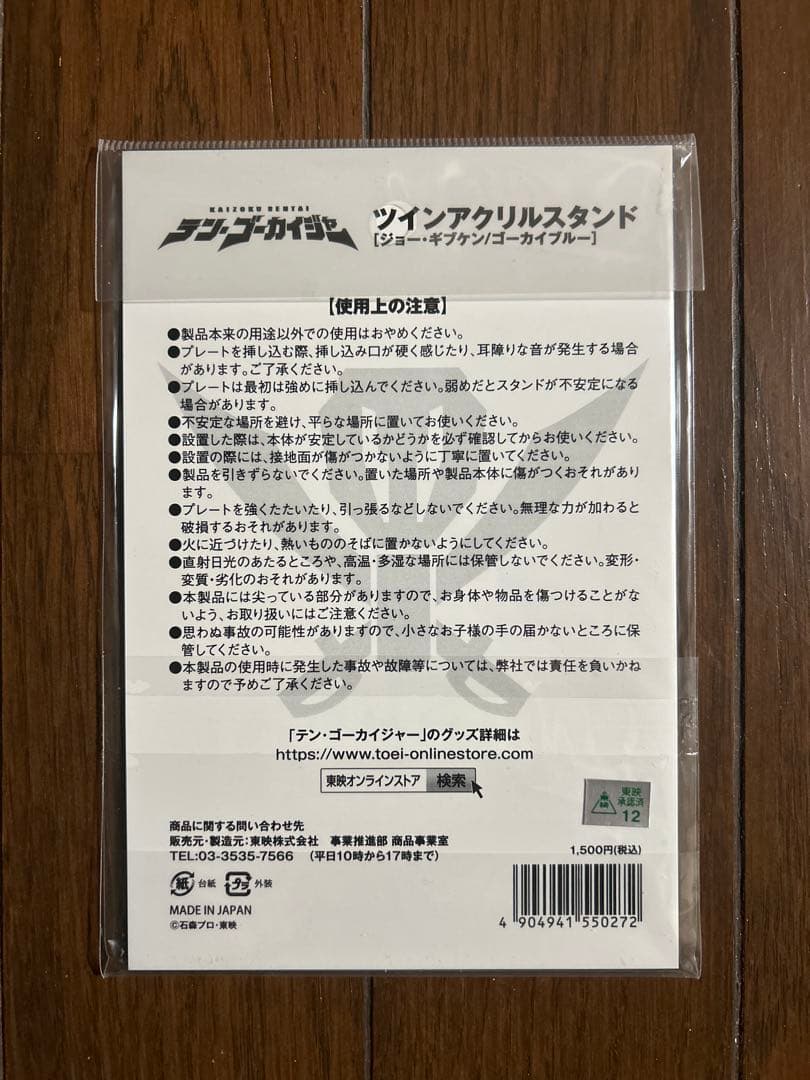 KAIZOKU SENTAI
テン・ゴーカイジャー
ツインアクリルスタンド
[ジョー・ギブケン/ゴーカイブルー]
【使用上の注意】
●製品本来の用途以外での使用はおやめください。
●プレートを挿し込む際、挿し込み口が硬く感じたり、耳障りな音が発生する場合
があります。ご了承ください。
●プレートは最初は強めに挿し込んでください。弱めだとスタンドが不安定になる
場合があります。
●不安定な場所を避け、平らな場所に置いてお使いください。
●設置した際は、本体が安定しているかどうかを必ず確認してからお使いください。
●設置の際には、接地面が傷がつかないように丁寧に置いてください。
●製品を引きずらないでください。置いた場所や製品本体に傷がつくおそれがあり
ます。
●プレートを強くたたいたり、引っ張るなどしないでください。無理な力が加わると
破損するおそれがあります。
●火に近づけたり、熱いもののそばに置かないようにしてください。
●直射日光のあたるところや、高温・多湿な場所には保管しないでください。変形・
変質・劣化のおそれがあります。
●本製品には尖っている部分がありますので、お身体や物品を傷つけることがな
いよう、お取り扱いにはご注意ください。
●思わぬ事故の可能性がありますので、小さなお子様の手の届かないところに保
管してください。
●本製品の使用時に発生した事故や故障等については、弊社では責任を負いかね
ますので予めご了承ください。
「テン・ゴーカイジャー」のグッズ詳細は
https://www.toei-onlinestore.com
東映オンラインストア 検索
東映
承認済
12
商品に関する問い合わせ先
販売元・製造元:東映株式会社 事業推進部 商品事業室
TEL:03-3535-7566 (平日10時から17時まで)
1,500円(税込)
紙 台紙 プラ 外装
MADE IN JAPAN
©石森プロ・東映
4 904941 550272